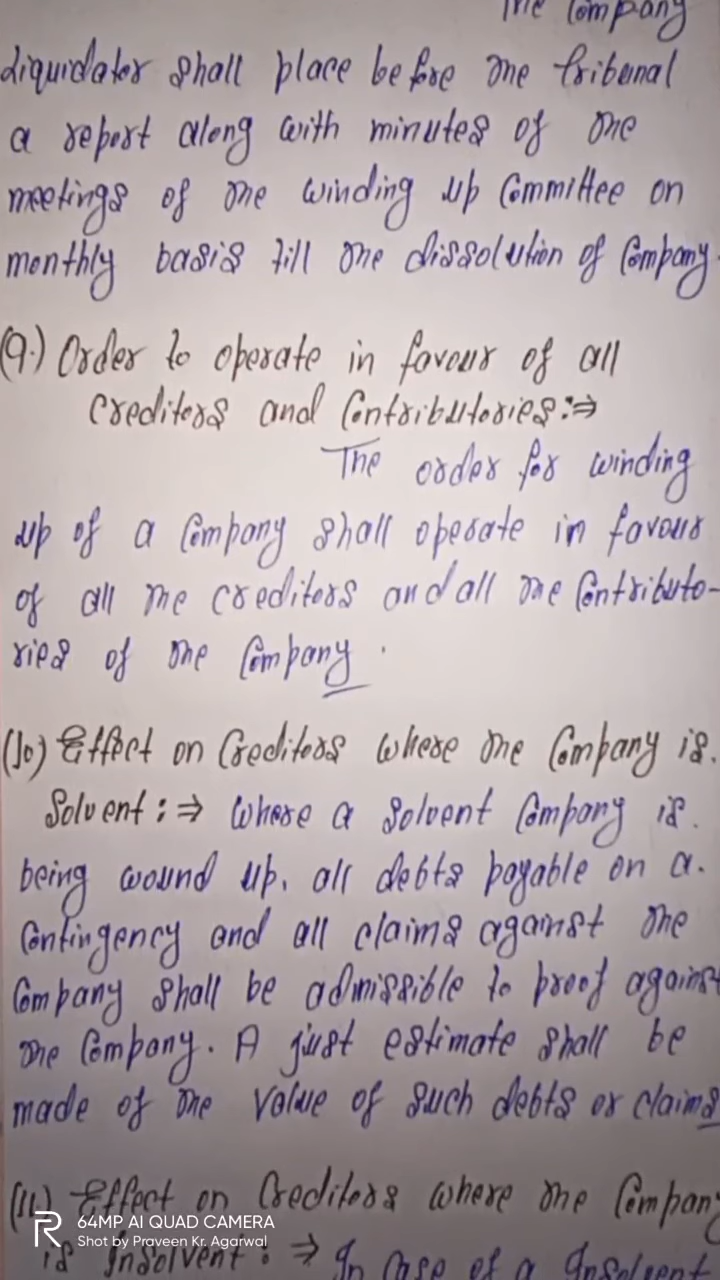 The Company
Liquidator shall place before the Tribunal
a report along with minutes of the
meetings of the winding up Committee on
monthly basis till the dissolution of Company.
(9.) Order to operate in favour of all
Creditors and Contributories :⇒
The order for winding
up of a Company shall operate in favour
of all the creditors and all the Contributo-
ries of the Company.
(10) Effect on Creditors where the Company is.
Solvent : ⇒ Where a Solvent Company is.
being wound up, all debts payable on a.
Contingency and all claims against the
Company shall be admissible to proof against
the Company. A just estimate shall be
made of the value of such debts or claims
(11) Effect on Creditors where the Company
is Insolvent : ⇒ In case of a Insolvent
R
64MP AI QUAD CAMERA
Shot by Praveen Kr. Agarwal